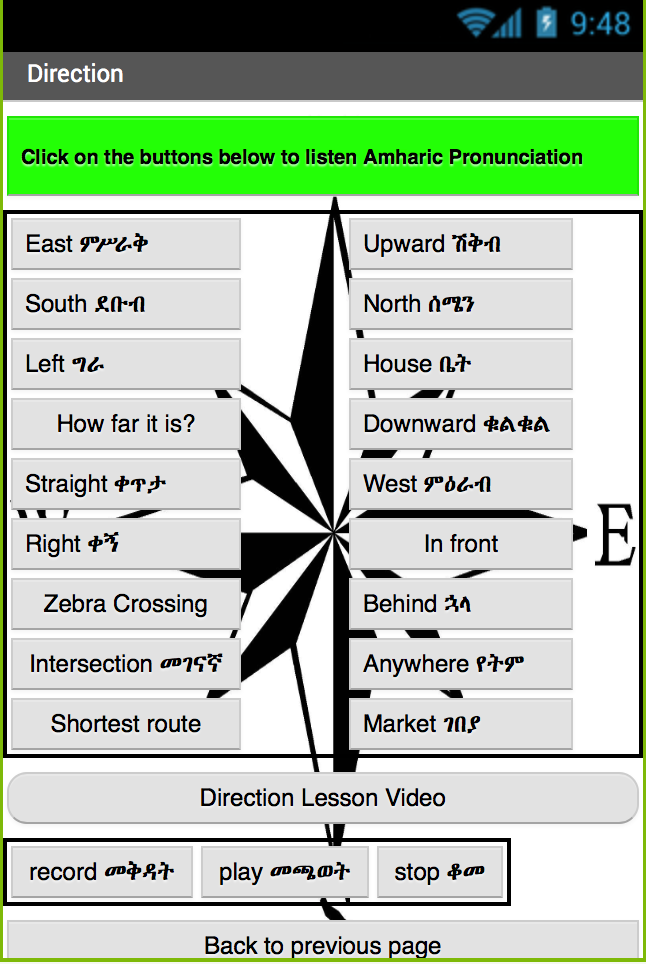 9:48
Direction
Click on the buttons below to listen Amharic Pronunciation
East ምሥራቅ
Upward ሽቅብ
South ደቡብ
North ሰሜን
Left ግራ
House ቤት
How far it is?
Downward ቁልቁል
Straight ቀጥታ
West ምዕራብ
Right ቀኝ
In front
E
Zebra Crossing
Behind ኋላ
Intersection መገናኛ
Anywhere የትም
Shortest route
Market ገበያ
Direction Lesson Video
record መቅዳት
play መጫወት
stop ቆመ
Back to previous page